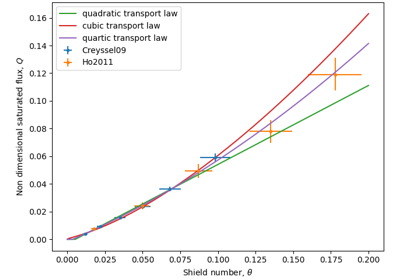 quadratic transport law
cubic transport law
quartic transport law
Creyssel09
Ho2011
Non dimensional saturated flux, Q
0.16
0.14
0.12
0.10
0.08
0.06
0.04
0.02
0.00
0.000 0.025 0.050 0.075 0.100 0.125 0.150 0.175 0.200
Shield number, θ